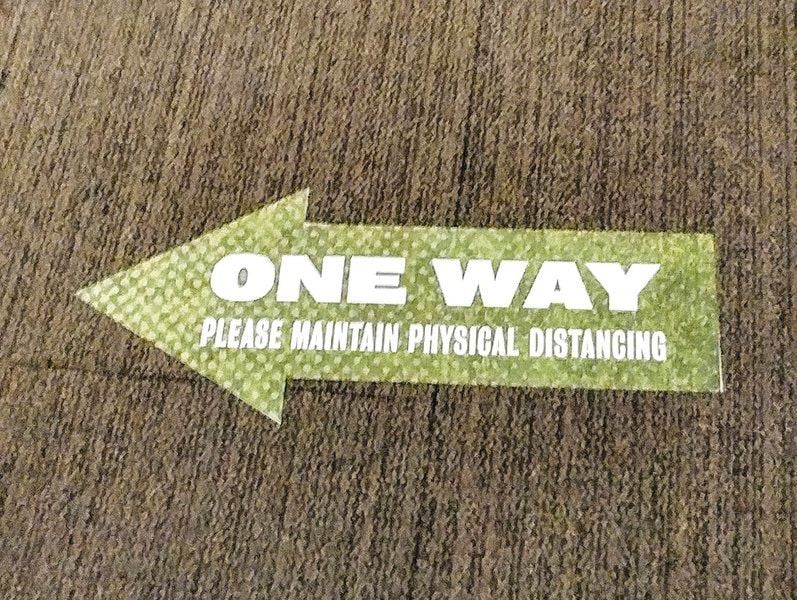 ONE WAY
PLEASE MAINTAIN PHYSICAL DISTANCING